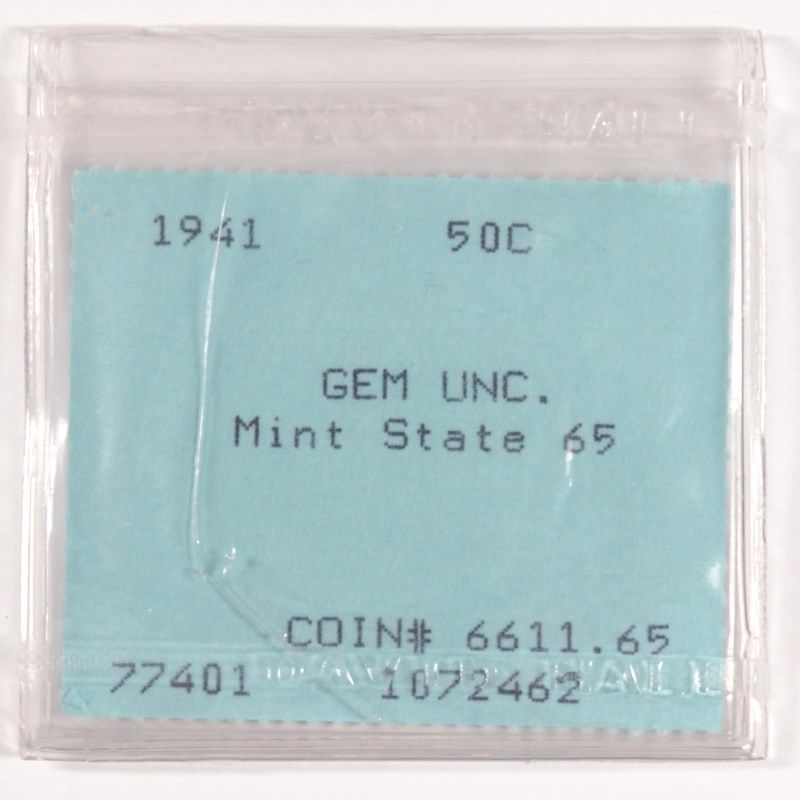 1941 50C
GEM UNC.
Mint State 65
COIN# 6611.65
77401 1072462